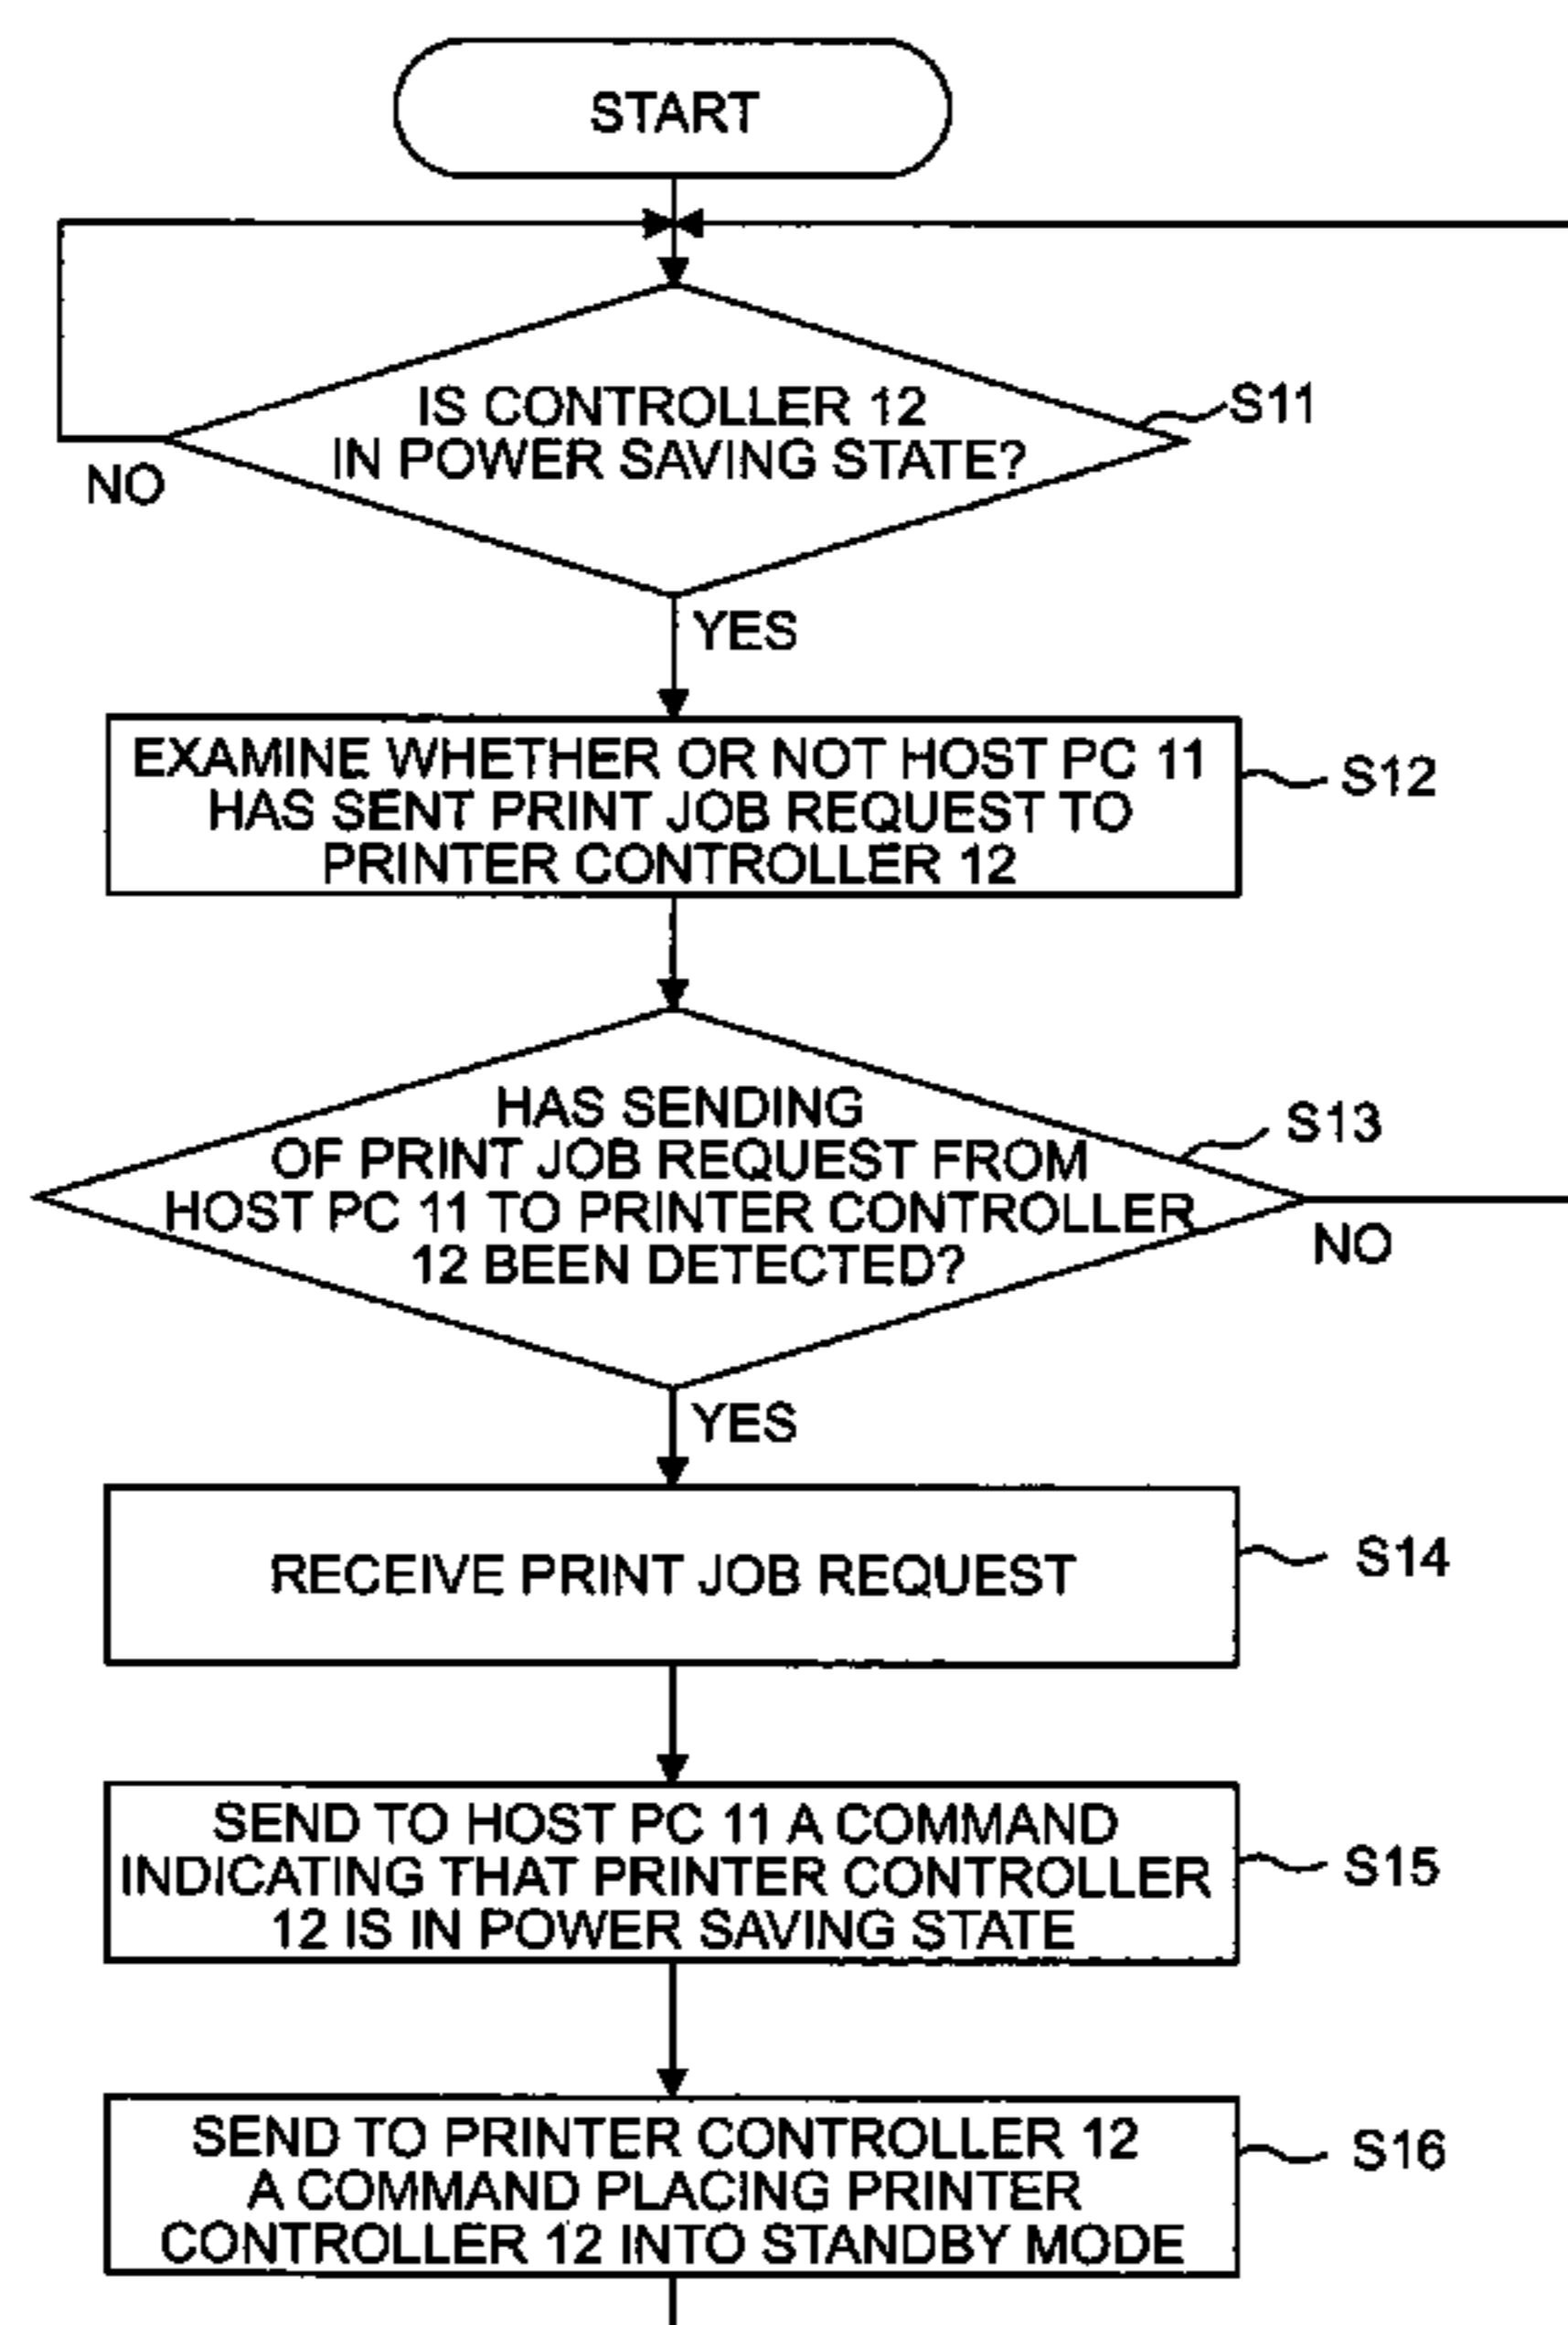 START
IS CONTROLLER 12
IN POWER SAVING STATE?
S11
NO
YES
EXAMINE WHETHER OR NOT HOST PC 11
HAS SENT PRINT JOB REQUEST TO
PRINTER CONTROLLER 12
S12
HAS SENDING
OF PRINT JOB REQUEST FROM
HOST PC 11 TO PRINTER CONTROLLER
12 BEEN DETECTED?
S13
NO
YES
RECEIVE PRINT JOB REQUEST
S14
SEND TO HOST PC 11 A COMMAND
INDICATING THAT PRINTER CONTROLLER
12 IS IN POWER SAVING STATE
S15
SEND TO PRINTER CONTROLLER 12
A COMMAND PLACING PRINTER
CONTROLLER 12 INTO STANDBY MODE
S16